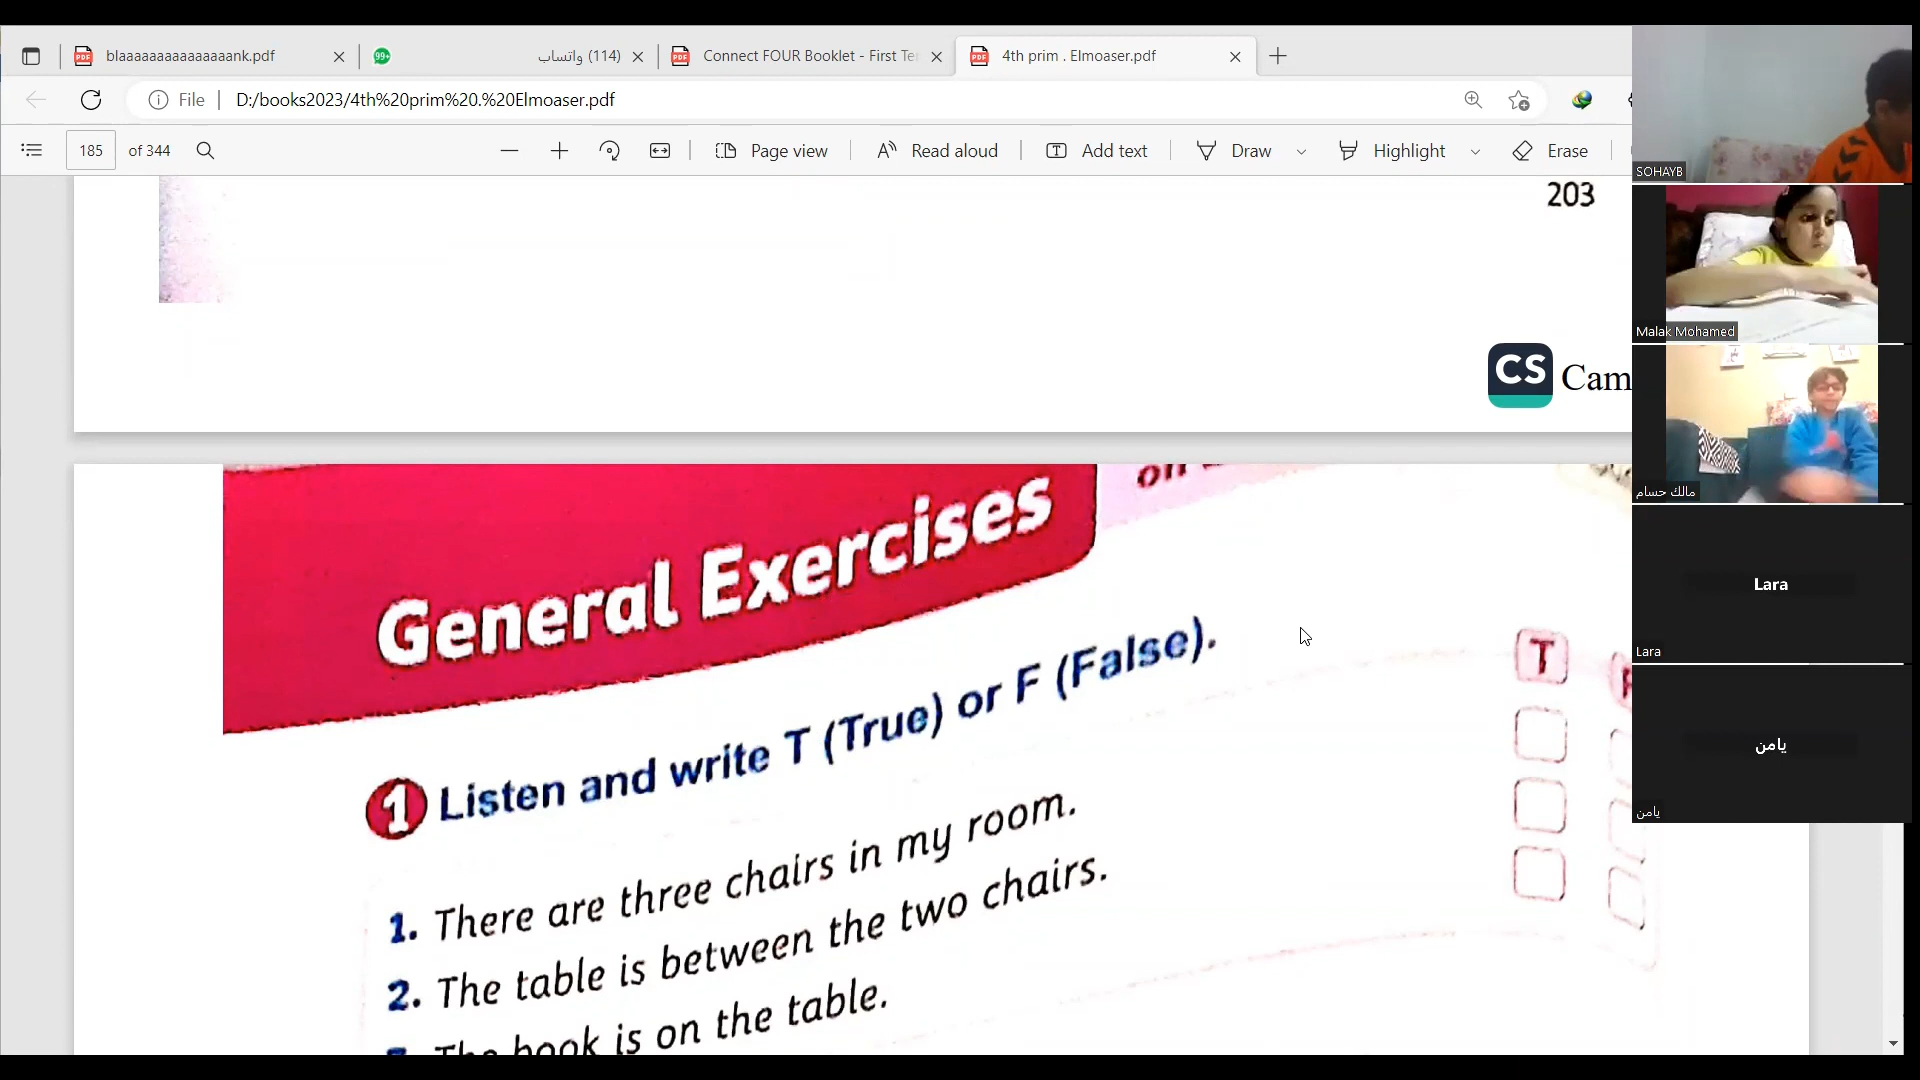 blaaaaaaaaaaaaaaaank.pdf
99+
واتساب (114)
Connect FOUR Booklet - First Te
4th prim . Elmoaser.pdf
File
D:/books2023/4th%20prim%20.%20Elmoaser.pdf
185 of 344
Page view
Read aloud
Add text
Draw
Highlight
Erase
203
CS Cam
General Exercises
on
1 Listen and write T (True) or F (False).
T
1. There are three chairs in my room.
2. The table is between the two chairs.
The book is on the table.
SOHAYB
Malak Mohamed
مالك حسام
Lara
Lara
يامن
يامن